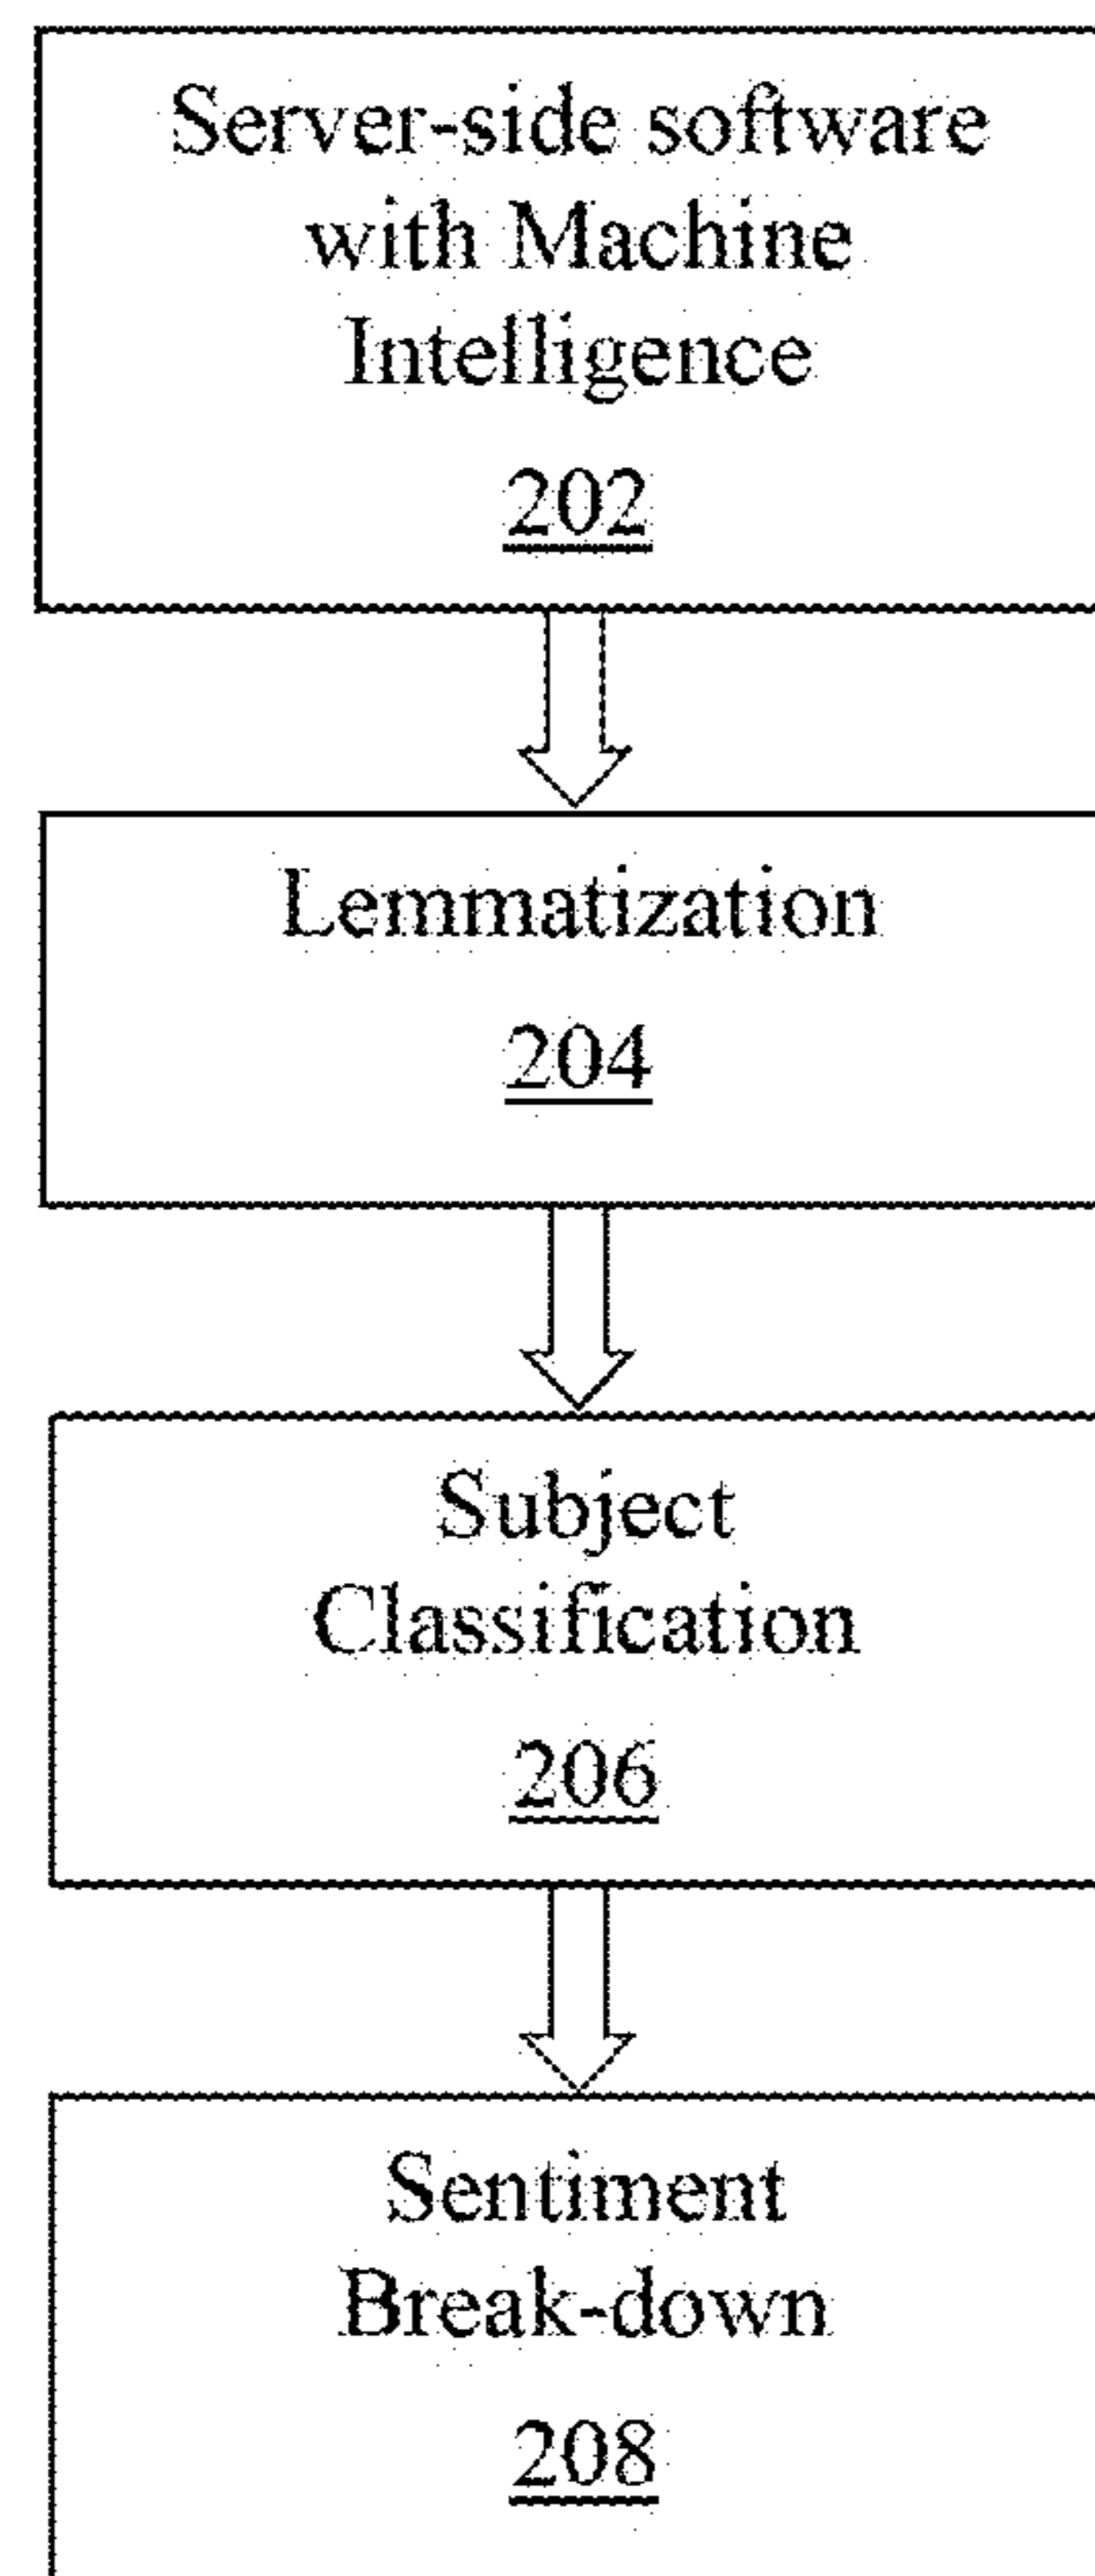 Server-side software
with Machine
Intelligence
202
Lemmatization
204
Subject
Classification
206
Sentiment
Break-down
208